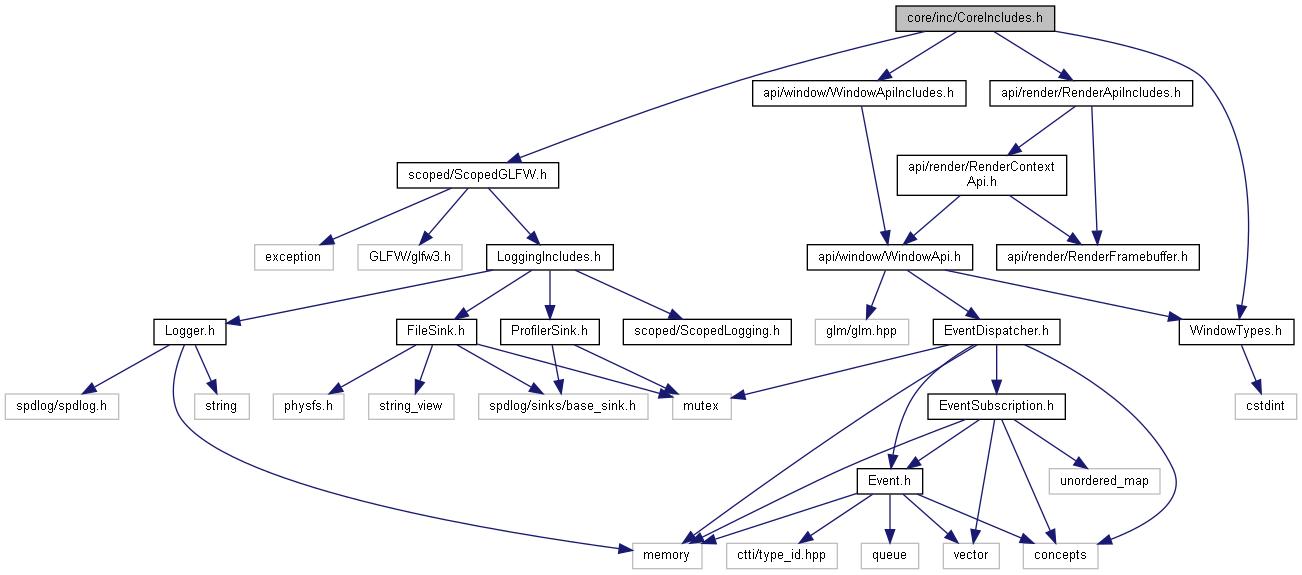 core/inc/CoreIncludes.h
api/window/WindowApiIncludes.h
api/render/RenderApiIncludes.h
scoped/ScopedGLFW.h
api/render/RenderContext
Api.h
exception
GLFW/glfw3.h
LoggingIncludes.h
api/window/WindowApi.h
api/render/RenderFramebuffer.h
Logger.h
FileSink.h
ProfilerSink.h
scoped/ScopedLogging.h
glm/glm.hpp
EventDispatcher.h
WindowTypes.h
spdlog/spdlog.h
string
physfs.h
string_view
spdlog/sinks/base_sink.h
mutex
EventSubscription.h
cstdint
Event.h
unordered_map
memory
ctti/type_id.hpp
queue
vector
concepts